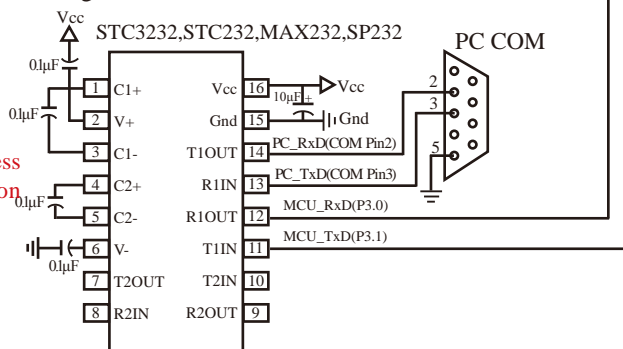 Vcc
STC3232,STC232,MAX232,SP232
PC COM
0.1µF
1 C1+ Vcc 16 Vcc
10µF +
0.1µF
2 V+ Gnd 15 Gnd
2
3
5
3 C1- T1OUT 14 PC_RxD(COM Pin2)
ess
4 C2+ R1IN 13 PC_TxD(COM Pin3)
on
0.1µF
5 C2- R1OUT 12 MCU_RxD(P3.0)
6 V- T1IN 11 MCU_TxD(P3.1)
0.1µF
7 T2OUT T2IN 10
8 R2IN R2OUT 9